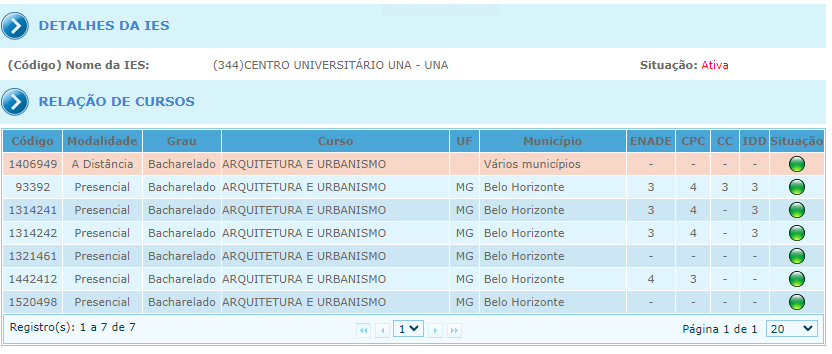 DETALHES DA IES
(Código) Nome da IES: (344)CENTRO UNIVERSITÁRIO UNA - UNA Situação: Ativa
RELAÇÃO DE CURSOS
Código Modalidade Grau Curso UF Município ENADE CPC CC IDD Situação
1406949 A Distância Bacharelado ARQUITETURA E URBANISMO Vários municípios - - - -
93392 Presencial Bacharelado ARQUITETURA E URBANISMO MG Belo Horizonte 3 4 3 3
1314241 Presencial Bacharelado ARQUITETURA E URBANISMO MG Belo Horizonte 3 4 - 3
1314242 Presencial Bacharelado ARQUITETURA E URBANISMO MG Belo Horizonte 3 4 - 3
1321461 Presencial Bacharelado ARQUITETURA E URBANISMO MG Belo Horizonte - - - -
1442412 Presencial Bacharelado ARQUITETURA E URBANISMO MG Belo Horizonte 4 3 - -
1520498 Presencial Bacharelado ARQUITETURA E URBANISMO MG Belo Horizonte - - - -
Registro(s): 1 a 7 de 7 1 Página 1 de 1 20